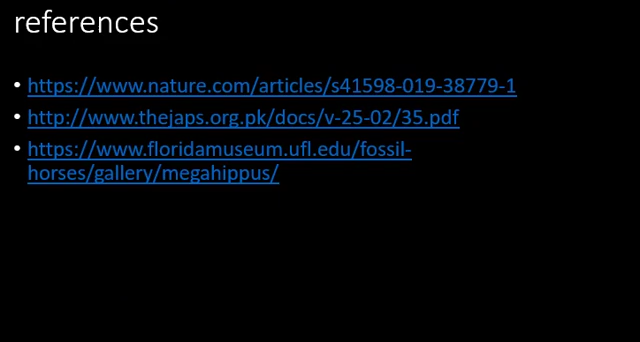 references
• https://www.nature.com/articles/s41598-019-38779-1
• http://www.thejaps.org.pk/docs/v-25-02/35.pdf
• https://www.floridamuseum.ufl.edu/fossil-
horses/gallery/megahippus/